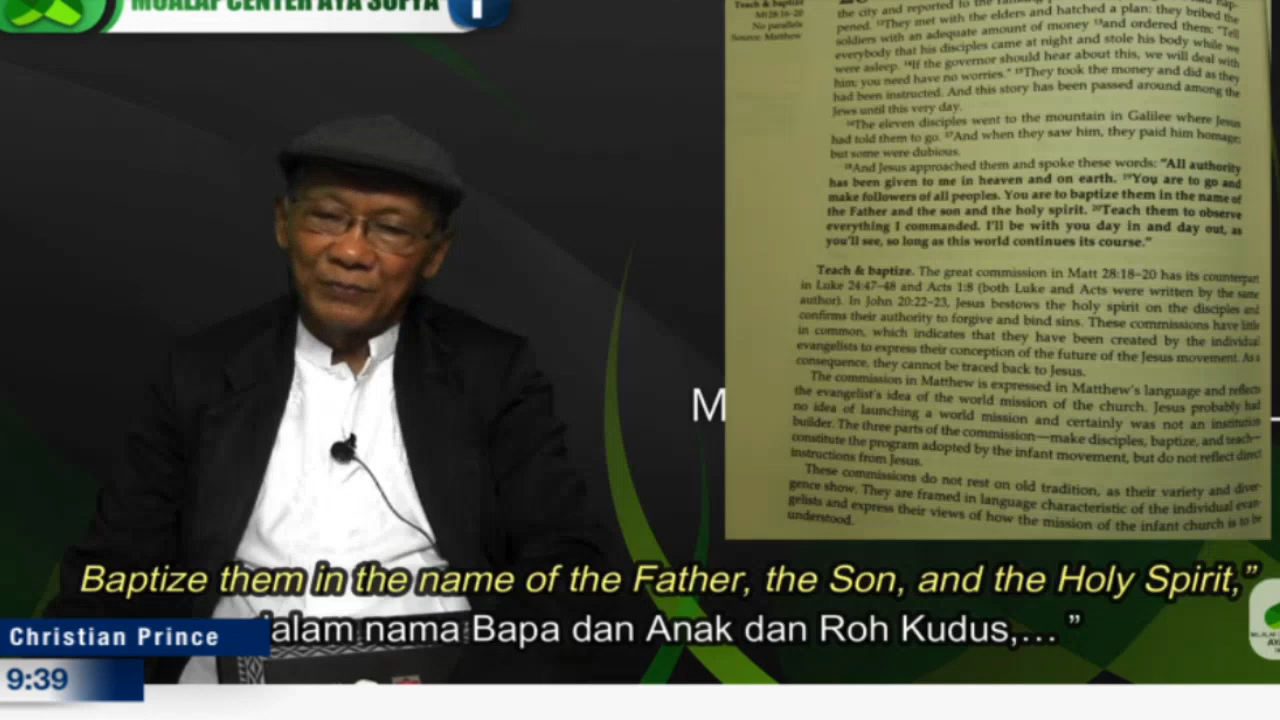 MUALAF CENTER AYA SOFYA
Teach & baptize
Mt 28:16-20
No parallels
Source: Matthew
the city and reported to the
pened. 12They met with the elders and hatched a plan: they bribed the
soldiers with an adequate amount of money 13and ordered them: "Tell
everybody that his disciples came at night and stole his body while we
were asleep. 14If the governor should hear about this, we will deal with
him; you need have no worries." 15They took the money and did as they
had been instructed. And this story has been passed around among the
Jews until this very day.
16The eleven disciples went to the mountain in Galilee where Jesus
had told them to go. 17And when they saw him, they paid him homage;
but some were dubious.
18And Jesus approached them and spoke these words: "All authority
has been given to me in heaven and on earth. 19You are to go and
make followers of all peoples. You are to baptize them in the name of
the Father and the son and the holy spirit. 20Teach them to observe
everything I commanded. I'll be with you day in and day out, as
you'll see, so long as this world continues its course."
Teach & baptize. The great commission in Matt 28:18–20 has its counterpart
in Luke 24:47–48 and Acts 1:8 (both Luke and Acts were written by the same
author). In John 20:22–23, Jesus bestows the holy spirit on the disciples and
confirms their authority to forgive and bind sins. These commissions have little
in common, which indicates that they have been created by the individual
evangelists to express their conception of the future of the Jesus movement. As a
consequence, they cannot be traced back to Jesus.
The commission in Matthew is expressed in Matthew's language and reflects
the evangelist's idea of the world mission of the church. Jesus probably had
no idea of launching a world mission and certainly was not an institution
builder. The three parts of the commission—make disciples, baptize, and teach—
constitute the program adopted by the infant movement, but do not reflect direct
instructions from Jesus.
These commissions do not rest on old tradition, as their variety and diver-
gence show. They are framed in language characteristic of the individual evan-
gelists and express their views of how the mission of the infant church is to be
understood.
M
Baptize them in the name of the Father, the Son, and the Holy Spirit,"
alam nama Bapa dan Anak dan Roh Kudus,... "
Christian Prince
9:39